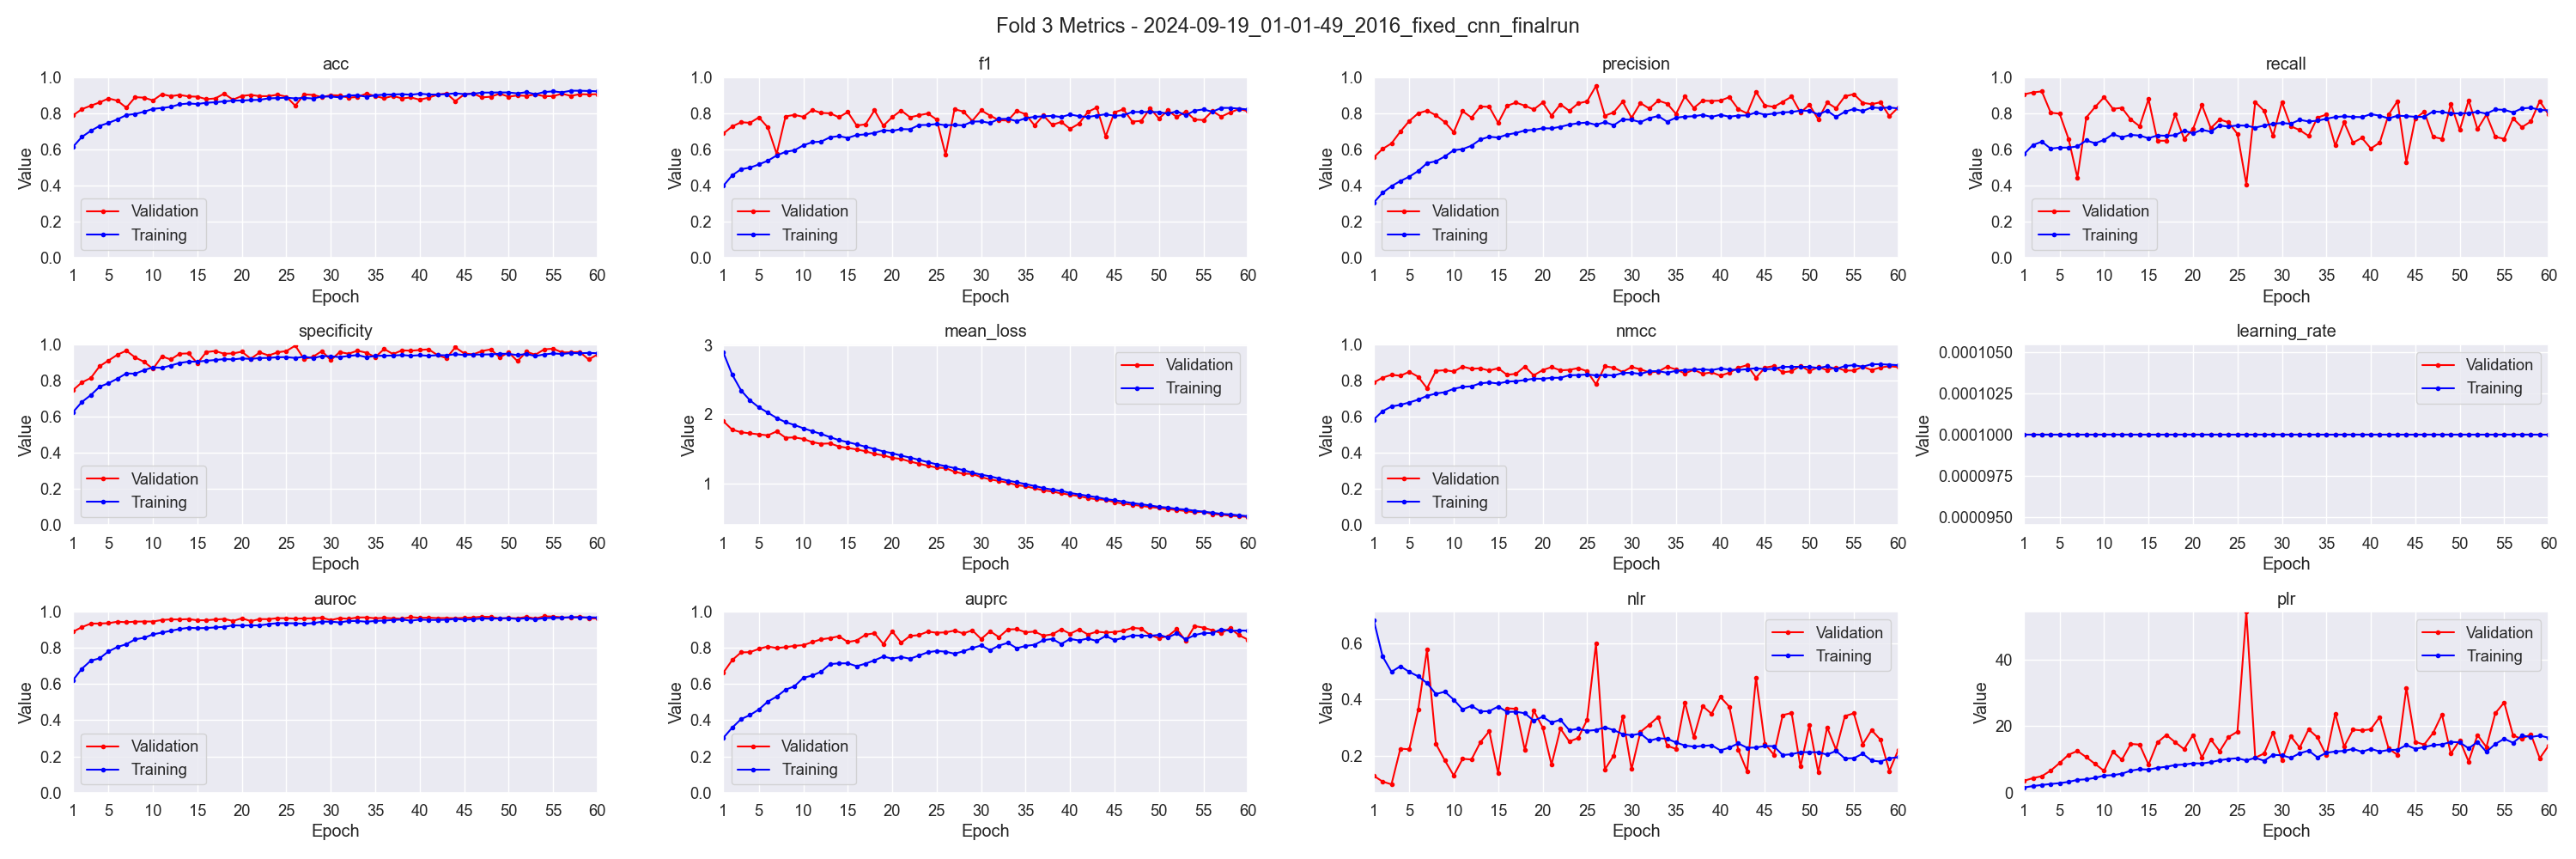 Fold 3 Metrics - 2024-09-19_01-01-49_2016_fixed_cnn_finalrun
acc
1.0
0.8
0.6
0.4
0.2
0.0
Value
Validation
Training
1 5 10 15 20 25 30 35 40 45 50 55 60
Epoch
f1
1.0
0.8
0.6
0.4
0.2
0.0
Value
Validation
Training
1 5 10 15 20 25 30 35 40 45 50 55 60
Epoch
precision
1.0
0.8
0.6
0.4
0.2
0.0
Value
Validation
Training
1 5 10 15 20 25 30 35 40 45 50 55 60
Epoch
recall
1.0
0.8
0.6
0.4
0.2
0.0
Value
Validation
Training
1 5 10 15 20 25 30 35 40 45 50 55 60
Epoch
specificity
1.0
0.8
0.6
0.4
0.2
0.0
Value
Validation
Training
1 5 10 15 20 25 30 35 40 45 50 55 60
Epoch
mean_loss
3
2
1
Value
Validation
Training
1 5 10 15 20 25 30 35 40 45 50 55 60
Epoch
nmcc
1.0
0.8
0.6
0.4
0.2
0.0
Value
Validation
Training
1 5 10 15 20 25 30 35 40 45 50 55 60
Epoch
learning_rate
0.0001050
0.0001025
0.0001000
0.0000975
0.0000950
Value
Validation
Training
1 5 10 15 20 25 30 35 40 45 50 55 60
Epoch
auroc
1.0
0.8
0.6
0.4
0.2
0.0
Value
Validation
Training
1 5 10 15 20 25 30 35 40 45 50 55 60
Epoch
auprc
1.0
0.8
0.6
0.4
0.2
0.0
Value
Validation
Training
1 5 10 15 20 25 30 35 40 45 50 55 60
Epoch
nlr
0.6
0.4
0.2
Value
Validation
Training
1 5 10 15 20 25 30 35 40 45 50 55 60
Epoch
plr
40
20
0
Value
Validation
Training
1 5 10 15 20 25 30 35 40 45 50 55 60
Epoch